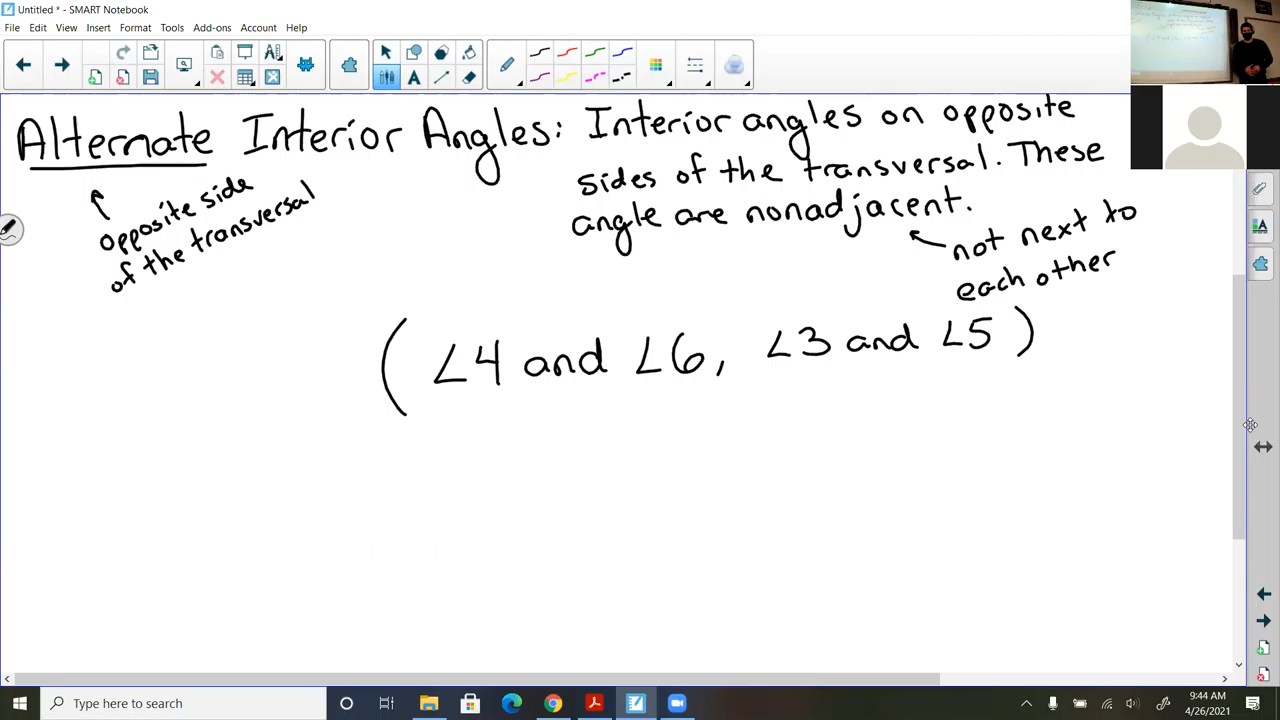 Untitled * - SMART Notebook
File Edit View Insert Format Tools Add-ons Account Help
Alternate Interior Angles: Interior angles on opposite
sides of the transversal. These
angle are nonadjacent.
opposite side
of the transversal
not next to
each other
( ∠4 and ∠6, ∠3 and ∠5 )
Type here to search
9:44 AM
4/26/2021